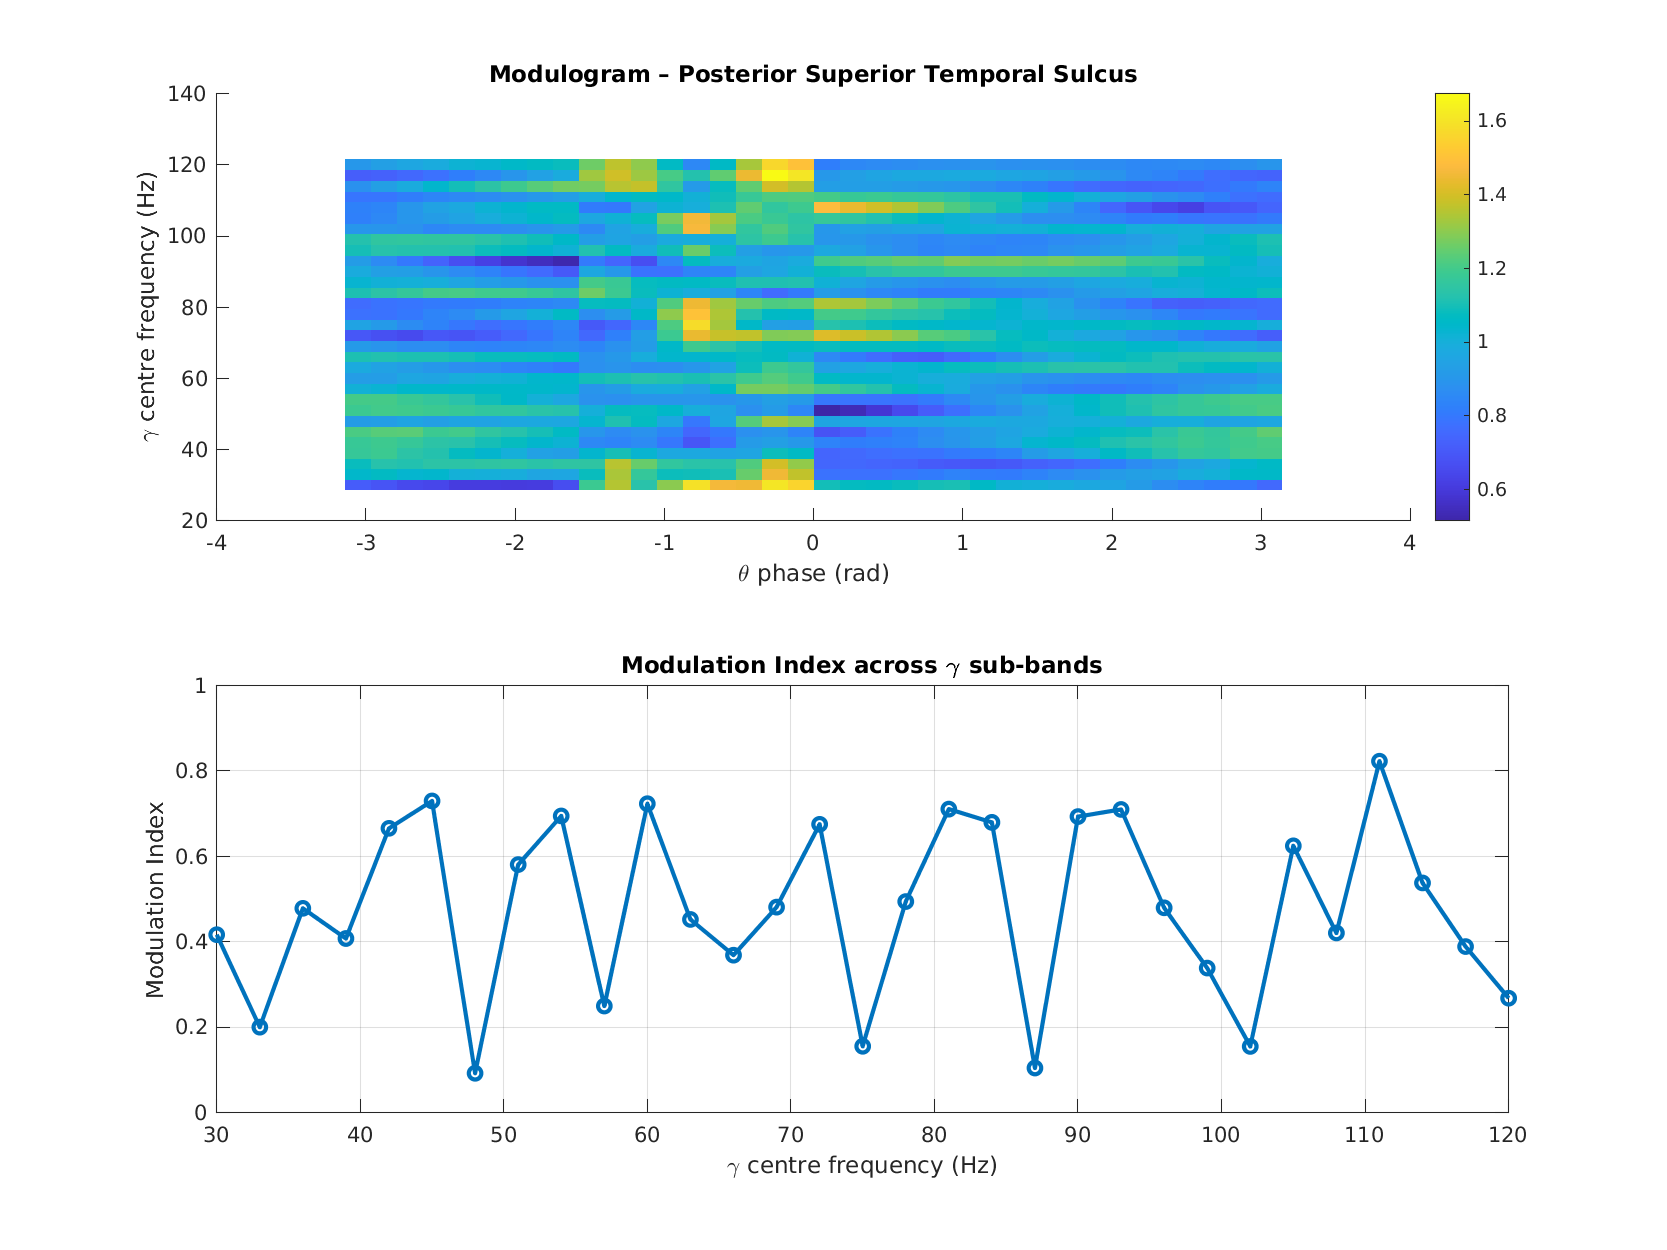 Modulogram – Posterior Superior Temporal Sulcus
γ centre frequency (Hz)
140
120
100
80
60
40
20
-4 -3 -2 -1 0 1 2 3 4
θ phase (rad)
1.6
1.4
1.2
1
0.8
0.6
Modulation Index across γ sub-bands
Modulation Index
1
0.8
0.6
0.4
0.2
0
30 40 50 60 70 80 90 100 110 120
γ centre frequency (Hz)